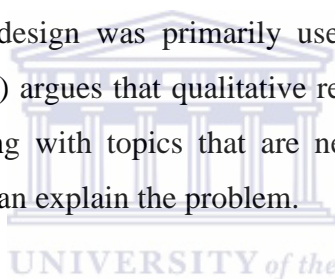 design was primarily use
) argues that qualitative re
ng with topics that are ne
an explain the problem.
UNIVERSITY of the